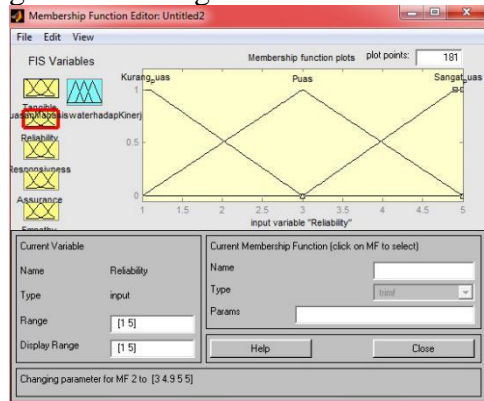 Membership Function Editor: Untitled2
File Edit View
FIS Variables
Membership function plots
plot points:
181
Tangible
Reliability
Responsivness
Assurance
Empathy
Kurang_puas
Puas
Sangat_puas
1
0.5
0
1 1.5 2 2.5 3 3.5 4 4.5 5
input variable "Reliability"
Current Variable
Name Reliability
Type input
Range [1 5]
Display Range [1 5]
Current Membership Function (click on MF to select)
Name
Type trimf
Params
Help
Close
Changing parameter for MF 2 to [3 4.9 5 5]